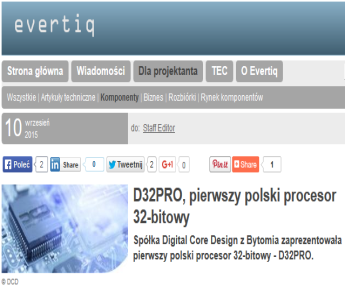 evertiq
Strona główna Wiadomości Dla projektanta TEC O Evertiq
Wszystkie | Artykuły techniczne | Komponenty | Biznes | Rozbiórki | Rynek komponentów
10 wrzesień
2015
do: Staff Editor
Poleć 2 Share 0 Tweetnij 2 G+1 0 Pin it Share 1
D32PRO, pierwszy polski procesor
32-bitowy
Spółka Digital Core Design z Bytomia zaprezentowała
pierwszy polski procesor 32-bitowy - D32PRO.
© DCD